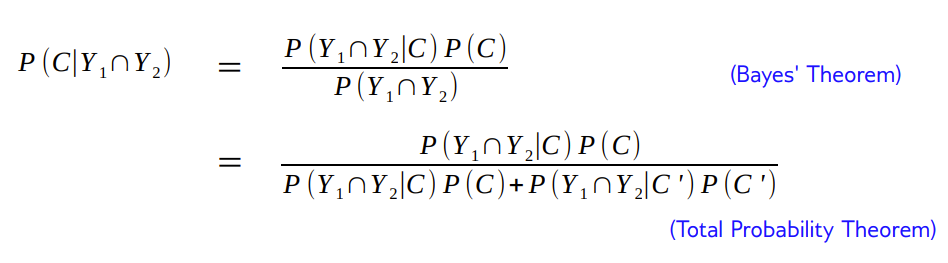 P(C|Y₁∩Y₂) = P(Y₁∩Y₂|C)P(C) / P(Y₁∩Y₂) (Bayes' Theorem)
= P(Y₁∩Y₂|C)P(C) / P(Y₁∩Y₂|C)P(C)+P(Y₁∩Y₂|C')P(C')
(Total Probability Theorem)